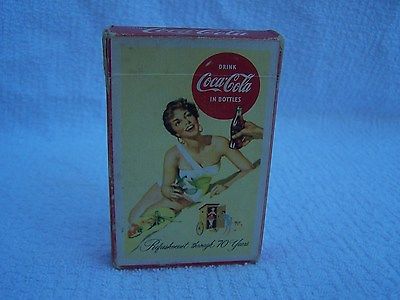 DRINK
Coca-Cola
IN BOTTLES
Refreshment through 70 Years